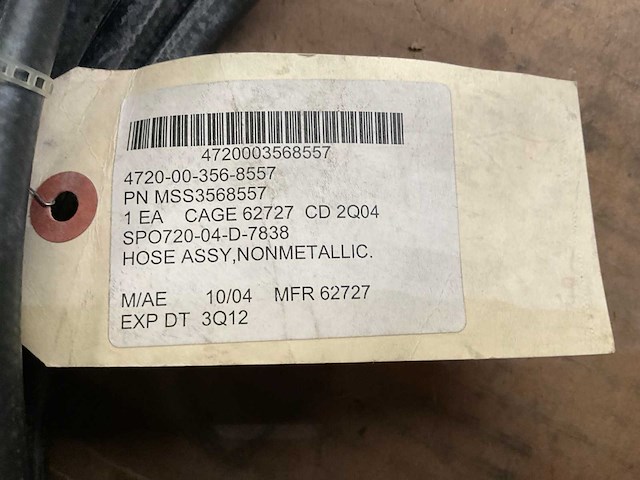 4720003568557
4720-00-356-8557
PN MSS3568557
1 EA CAGE 62727 CD 2Q04
SPO720-04-D-7838
HOSE ASSY,NONMETALLIC.
M/AE 10/04 MFR 62727
EXP DT 3Q12